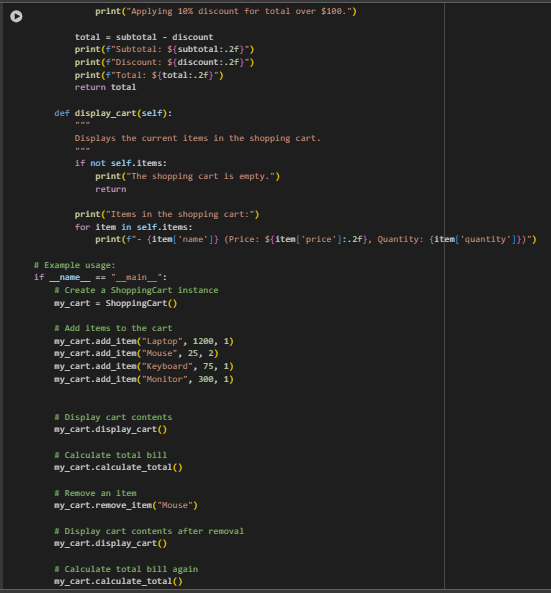 print("Applying 10% discount for total over $100.")
total = subtotal - discount
print(f"Subtotal: ${subtotal:.2f}")
print(f"Discount: ${discount:.2f}")
print(f"Total: ${total:.2f}")
return total
def display_cart(self):
"""
Displays the current items in the shopping cart.
"""
if not self.items:
print("The shopping cart is empty.")
return
print("Items in the shopping cart:")
for item in self.items:
print(f"- {item['name']} (Price: ${item['price']:.2f}, Quantity: {item['quantity']})")
# Example usage:
if __name__ == "__main__":
# Create a ShoppingCart instance
my_cart = ShoppingCart()
# Add items to the cart
my_cart.add_item("Laptop", 1200, 1)
my_cart.add_item("Mouse", 25, 2)
my_cart.add_item("Keyboard", 75, 1)
my_cart.add_item("Monitor", 300, 1)
# Display cart contents
my_cart.display_cart()
# Calculate total bill
my_cart.calculate_total()
# Remove an item
my_cart.remove_item("Mouse")
# Display cart contents after removal
my_cart.display_cart()
# Calculate total bill again
my_cart.calculate_total()